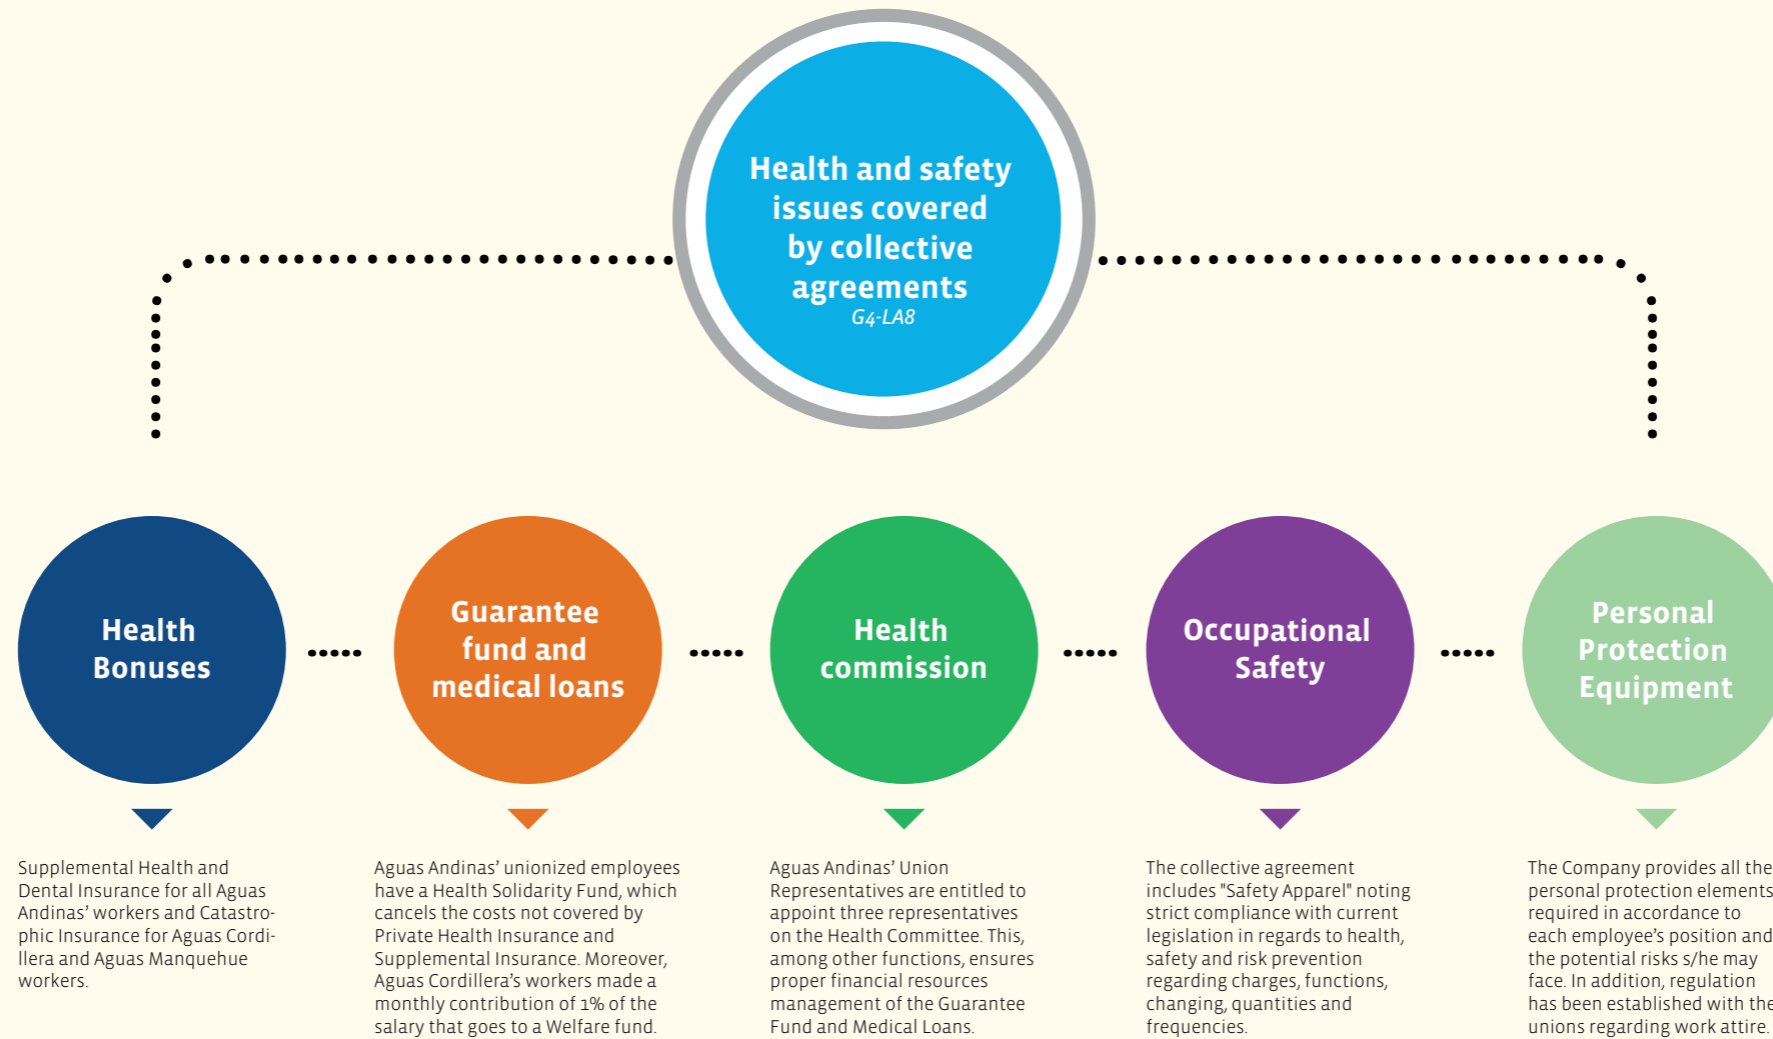 Health and safety
issues covered
by collective
agreements
G4-LA8
Health
Bonuses
Guarantee
fund and
medical loans
Health
commission
Occupational
Safety
Personal
Protection
Equipment
Supplemental Health and
Dental Insurance for all Aguas
Andinas’ workers and Catastro-
phic Insurance for Aguas Cordi-
llera and Aguas Manquehue
workers.
Aguas Andinas’ unionized employees
have a Health Solidarity Fund, which
cancels the costs not covered by
Private Health Insurance and
Supplemental Insurance. Moreover,
Aguas Cordillera’s workers made a
monthly contribution of 1% of the
salary that goes to a Welfare fund.
Aguas Andinas’ Union
Representatives are entitled to
appoint three representatives
on the Health Committee. This,
among other functions, ensures
proper financial resources
management of the Guarantee
Fund and Medical Loans.
The collective agreement
includes "Safety Apparel" noting
strict compliance with current
legislation in regards to health,
safety and risk prevention
regarding charges, functions,
changing, quantities and
frequencies.
The Company provides all the
personal protection elements
required in accordance to
each employee’s position and
the potential risks s/he may
face. In addition, regulation
has been established with the
unions regarding work attire.